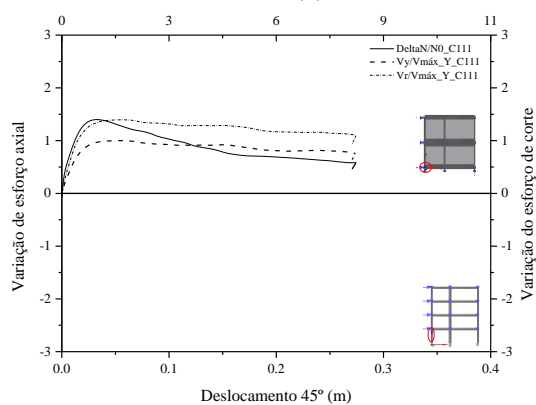 0 3 6 8 11
DeltaN/N0_C111
Vy/Vmáx_Y_C111
Vr/Vmáx_Y_C111
Variação de esforço axial
3
2
1
0
-1
-2
-3
3
2
1
0
-1
-2
-3
Variação do esforço de corte
0.0 0.1 0.2 0.3 0.4
Deslocamento 45º (m)